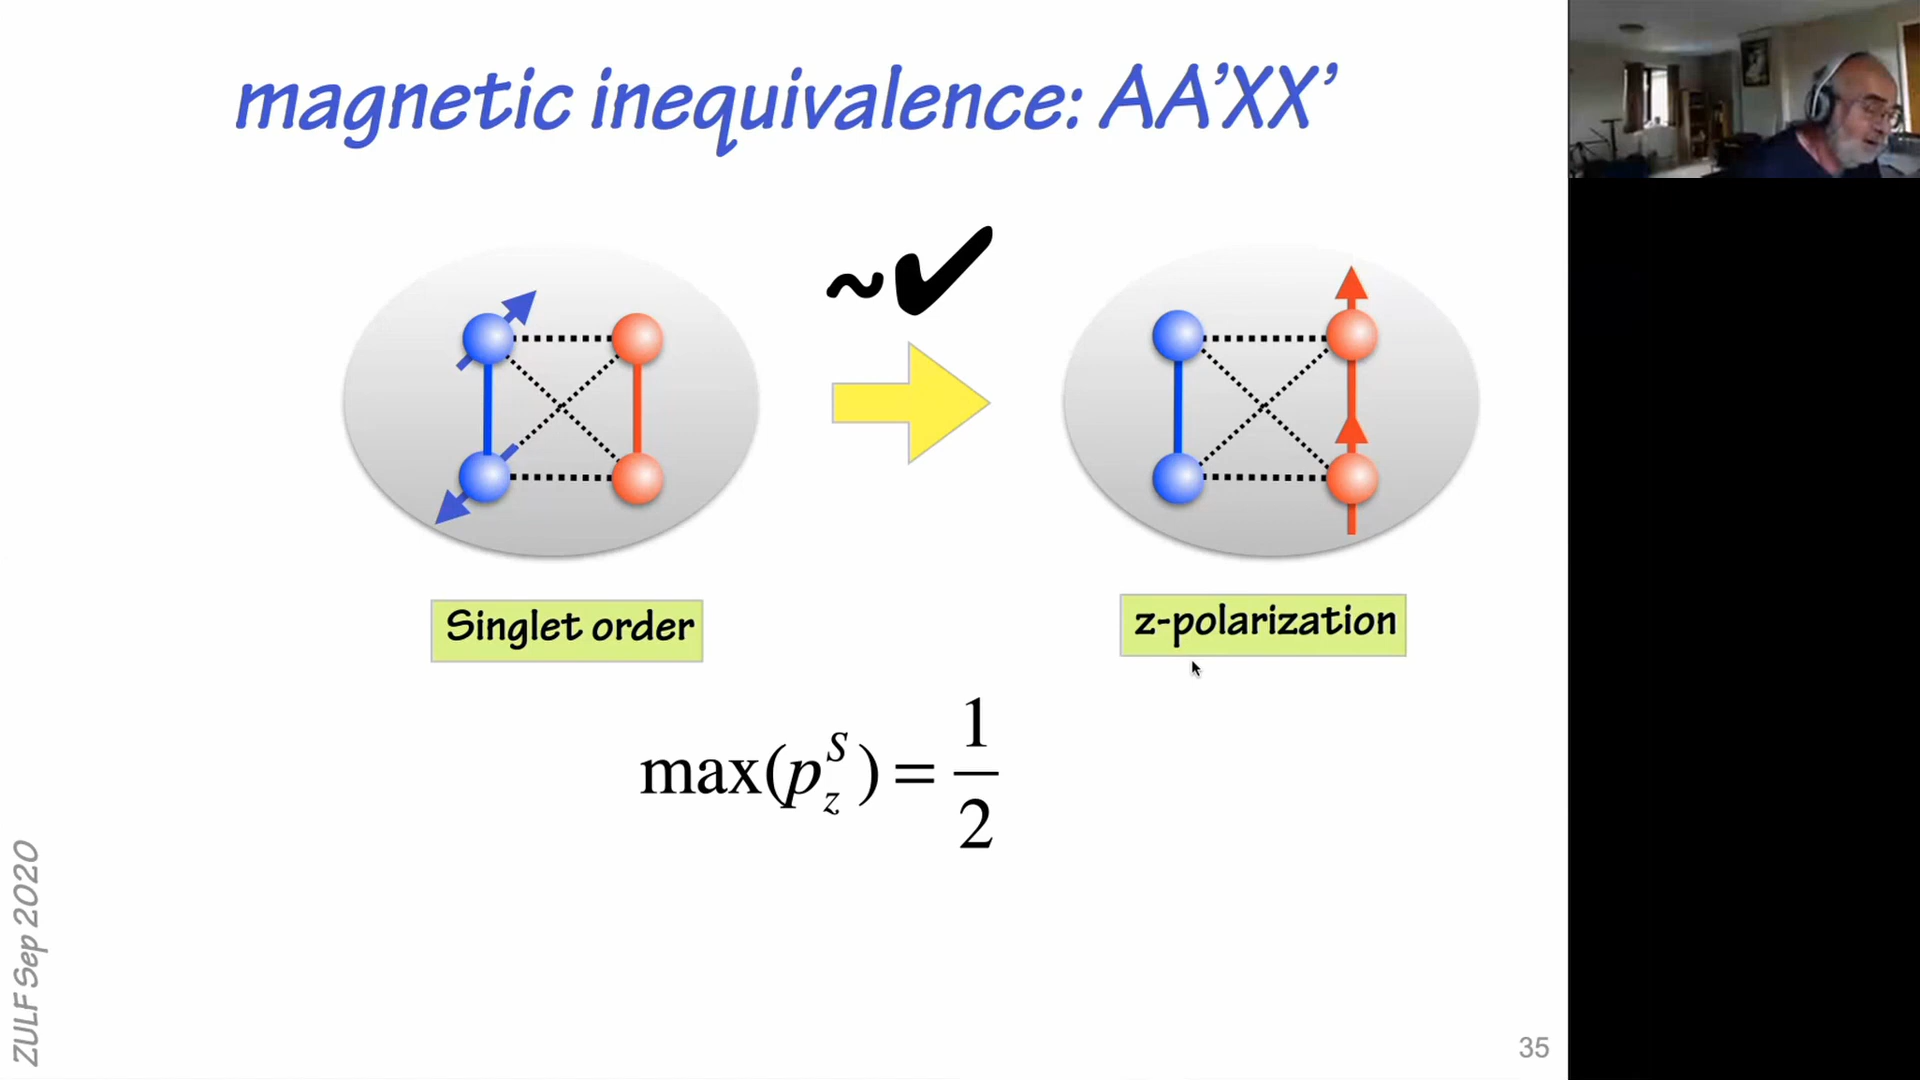 magnetic inequivalence: AA'XX'
~✔
Singlet order
z-polarization
max(p_z^S) = 1/2
ZULF Sep 2020
35